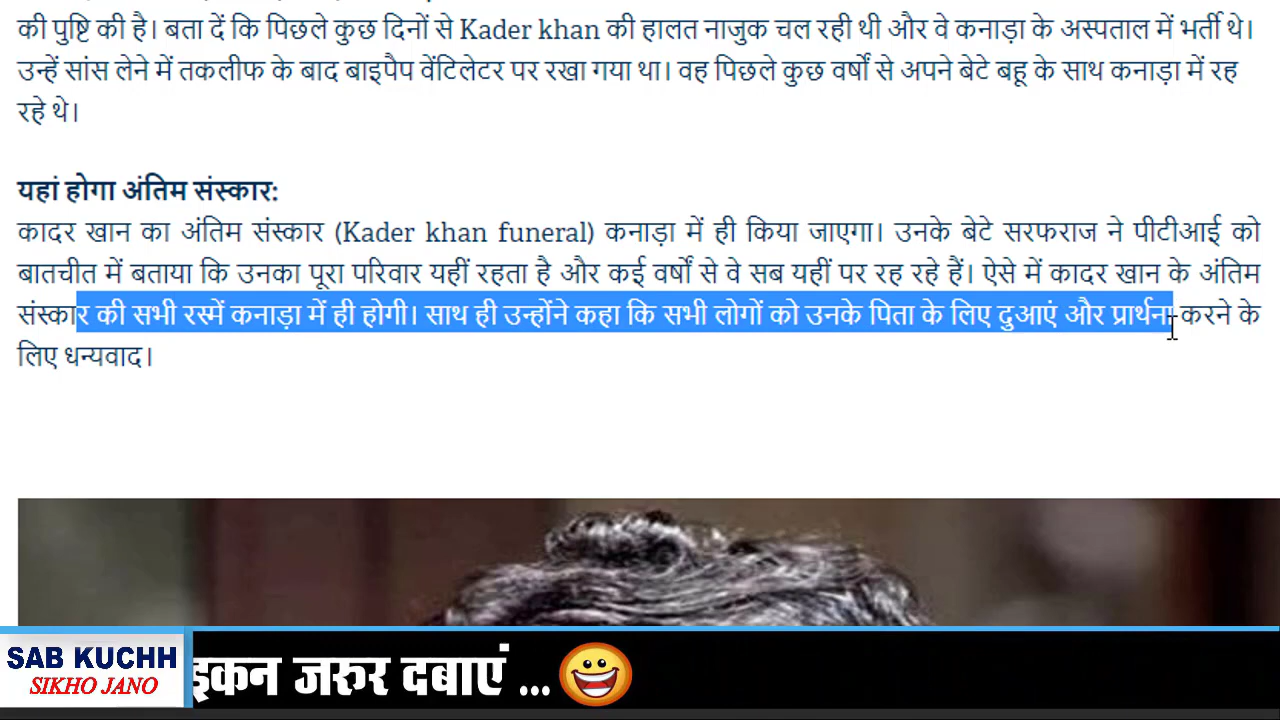 की पुष्टि की है। बता दें कि पिछले कुछ दिनों से Kader khan की हालत नाजुक चल रही थी और वे कनाड़ा के अस्पताल में भर्ती थे।
उन्हें सांस लेने में तकलीफ के बाद बाइपैप वेंटिलेटर पर रखा गया था। वह पिछले कुछ वर्षों से अपने बेटे बहू के साथ कनाड़ा में रह
रहे थे।
यहां होगा अंतिम संस्कार:
कादर खान का अंतिम संस्कार (Kader khan funeral) कनाड़ा में ही किया जाएगा। उनके बेटे सरफराज ने पीटीआई को
बातचीत में बताया कि उनका पूरा परिवार यहीं रहता है और कई वर्षों से वे सब यहीं पर रह रहे हैं। ऐसे में कादर खान के अंतिम
संस्कार की सभी रस्में कनाड़ा में ही होगी। साथ ही उन्होंने कहा कि सभी लोगों को उनके पिता के लिए दुआएं और प्रार्थना करने के
लिए धन्यवाद।
SAB KUCHH
SIKHO JANO
इकन जरुर दबाएं ...